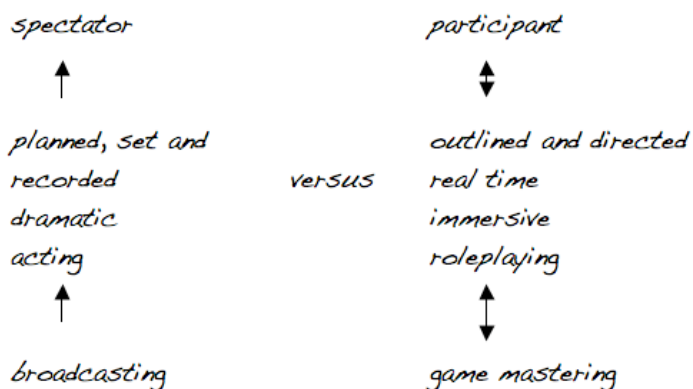 spectator
participant
planned, set and
outlined and directed
recorded
versus
real time
dramatic
immersive
acting
roleplaying
broadcasting
game mastering